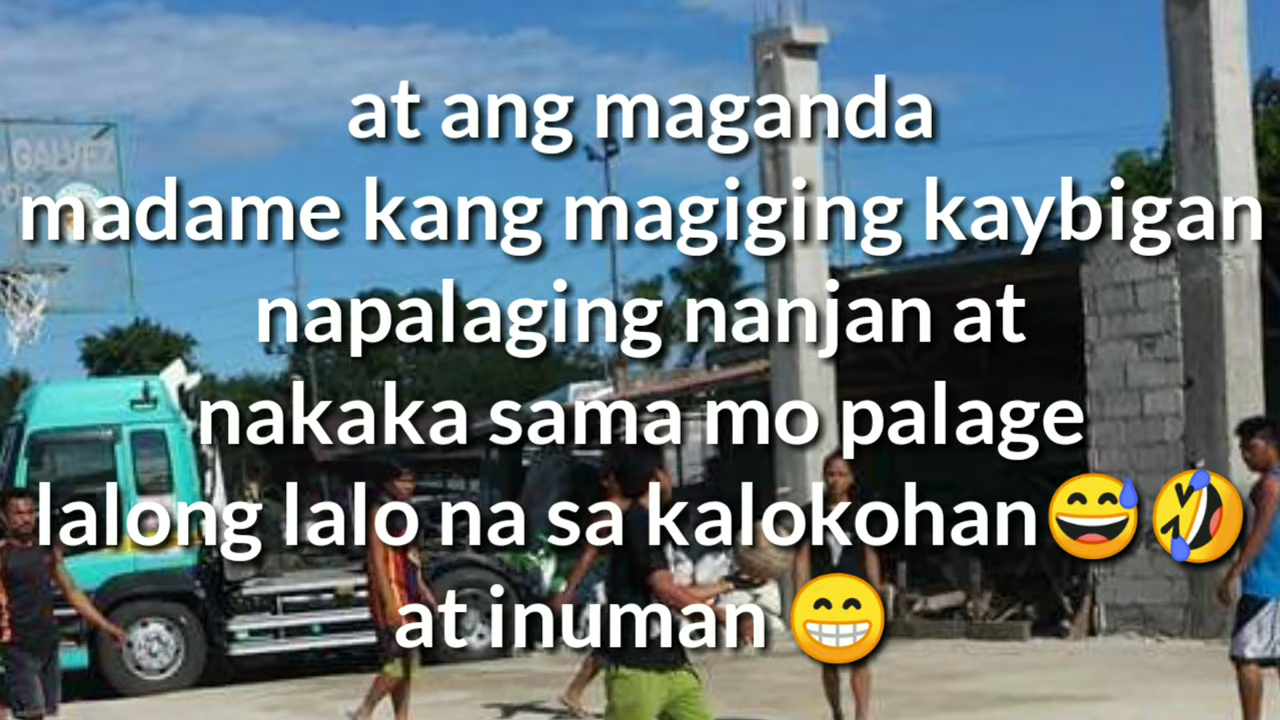 GALVEZ
at ang maganda
madame kang magiging kaybigan
napalaging nanjan at
nakaka sama mo palage
lalong lalo na sa kalokohan😅🤣
at inuman 😁